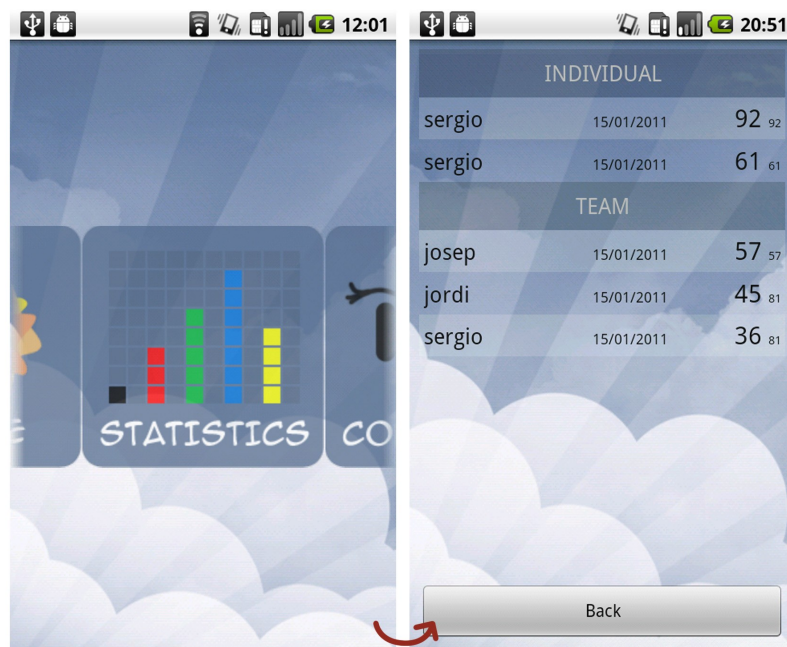 12:01
STATISTICS
CO
20:51
INDIVIDUAL
sergio 15/01/2011 92 92
sergio 15/01/2011 61 61
TEAM
josep 15/01/2011 57 57
jordi 15/01/2011 45 81
sergio 15/01/2011 36 81
Back